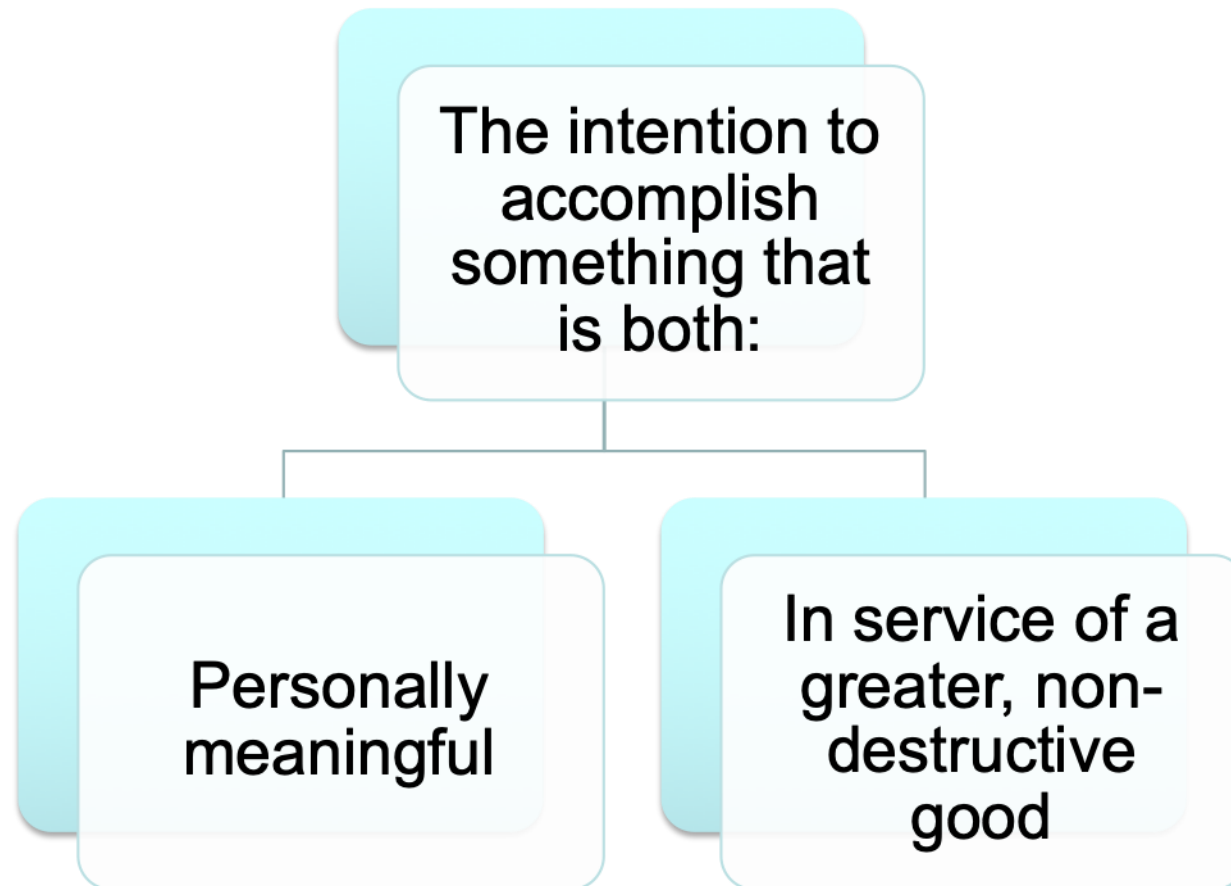 The intention to
accomplish
something that
is both:
Personally
meaningful
In service of a
greater, non-
destructive
good